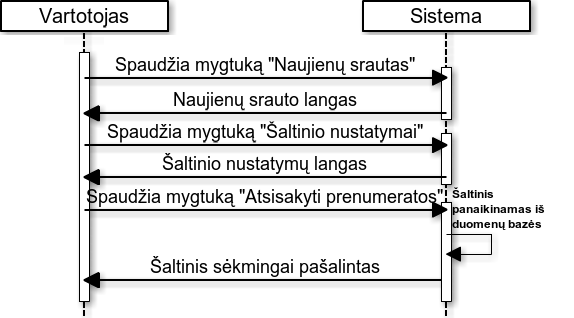 Vartotojas
Sistema
Spaudžia mygtuką "Naujienų srautas"
Naujienų srauto langas
Spaudžia mygtuką "Šaltinio nustatymai"
Šaltinio nustatymų langas
Spaudžia mygtuką "Atsisakyti prenumeratos"
Šaltinis
panaikinamas iš
duomenų bazės
Šaltinis sėkmingai pašalintas